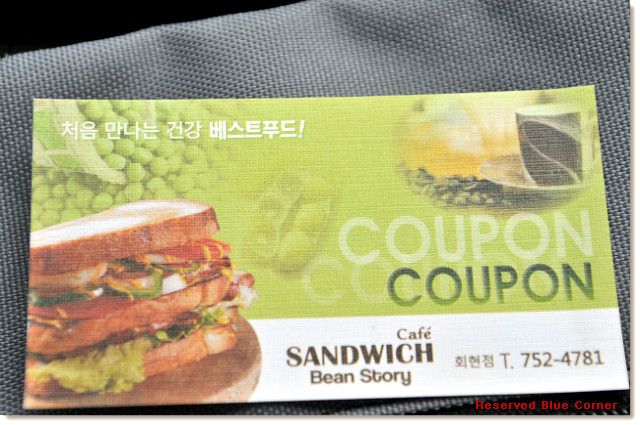 처음 만나는 건강 베스트푸드!
COUPON
COUPON
Café
SANDWICH
Bean Story
회현점 T. 752-4781
Reserved Blue Corner